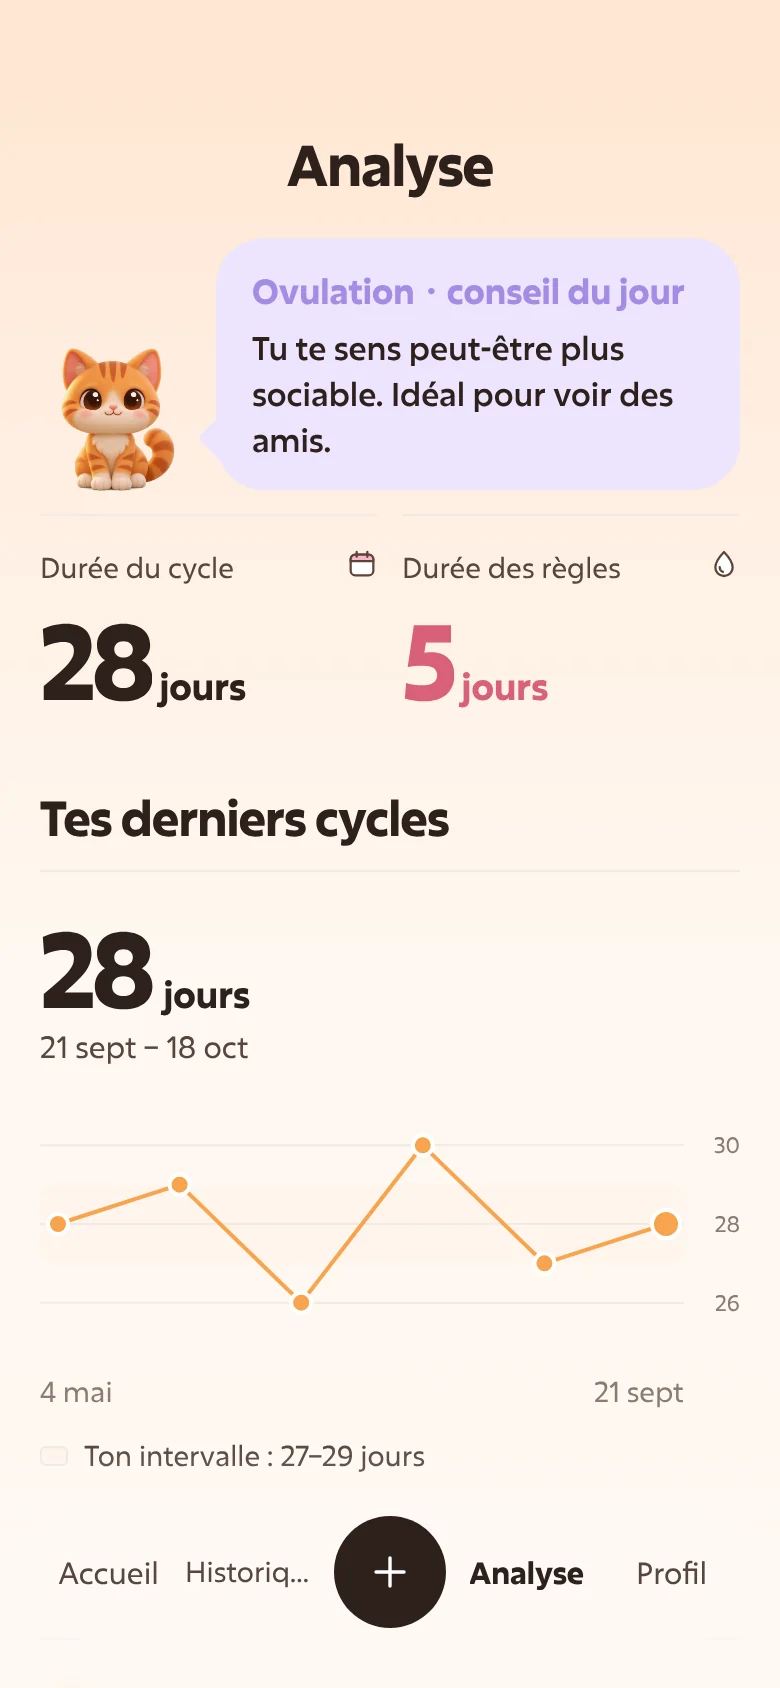 Analyse
Ovulation · conseil du jour
Tu te sens peut-être plus
sociable. Idéal pour voir des
amis.
Durée du cycle
28 jours
Durée des règles
5 jours
Tes derniers cycles
28 jours
21 sept – 18 oct
30
28
26
4 mai
21 sept
Ton intervalle : 27–29 jours
Accueil
Historiq...
+
Analyse
Profil